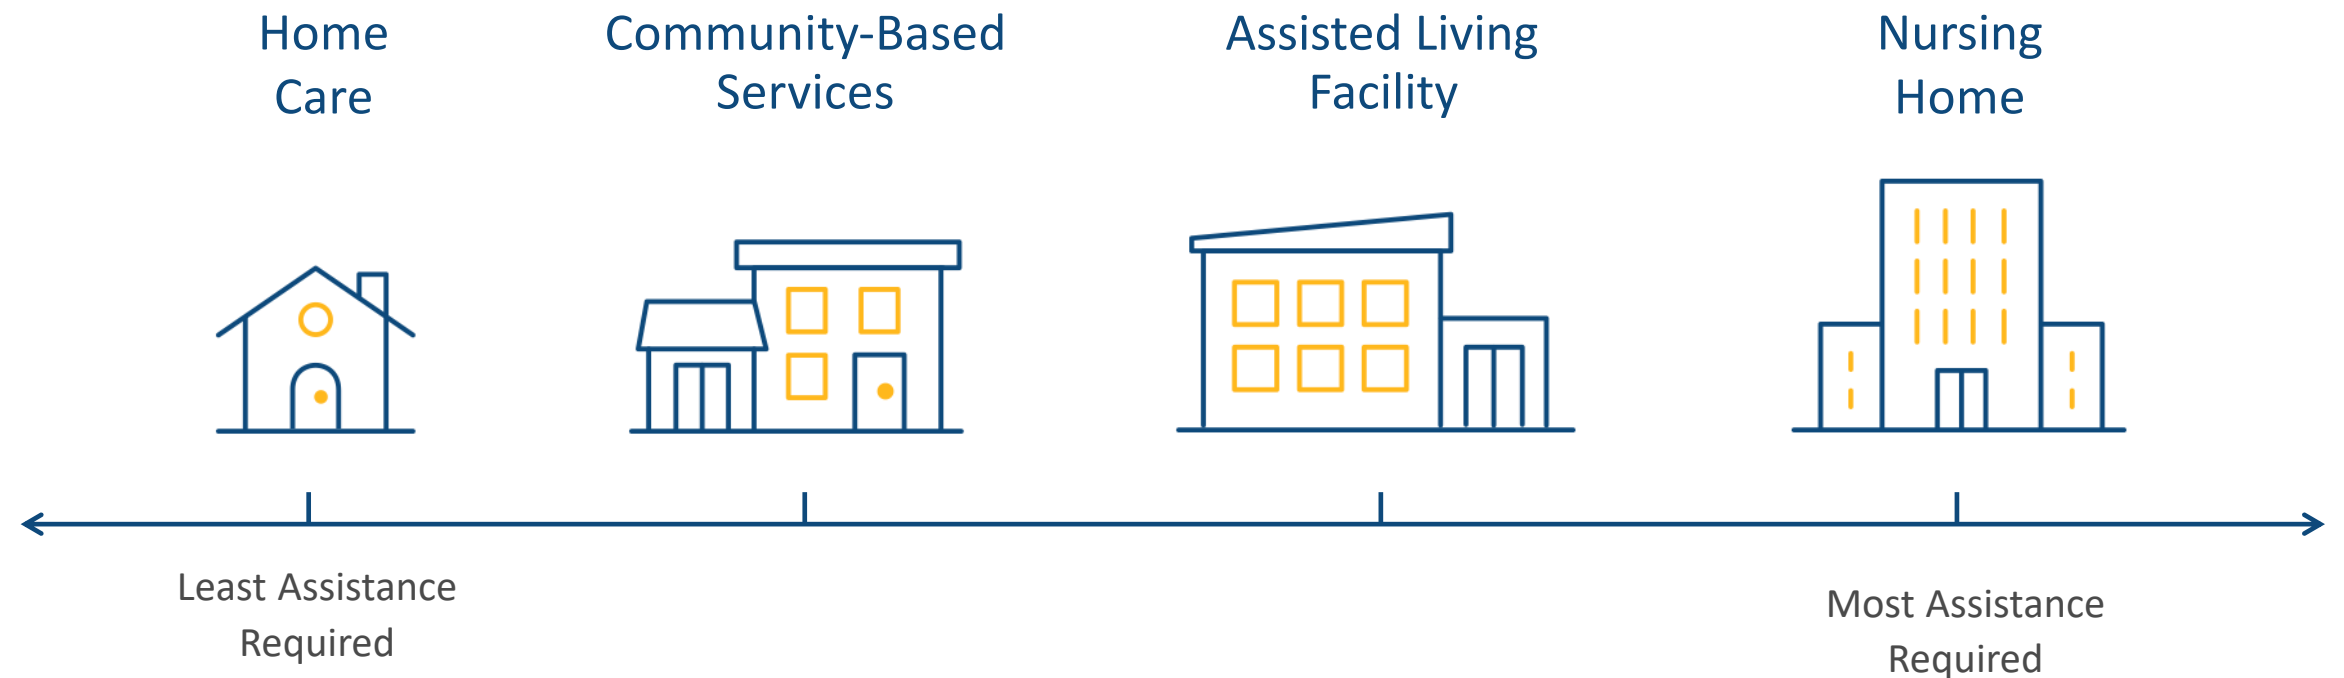 Home
Care
Community-Based
Services
Assisted Living
Facility
Nursing
Home
Least Assistance
Required
Most Assistance
Required